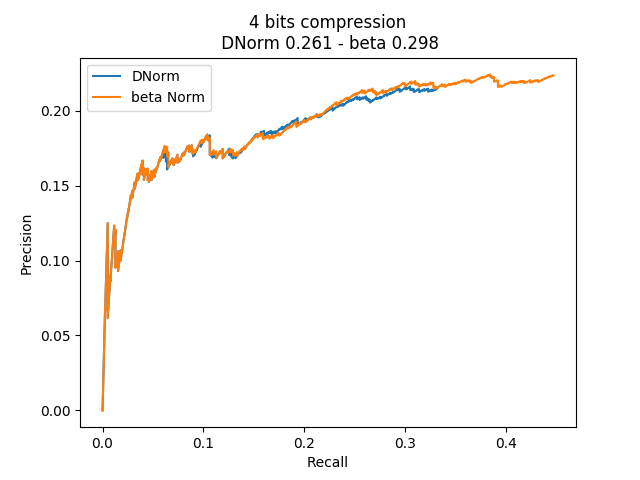 4 bits compression
DNorm 0.261 - beta 0.298
DNorm
beta Norm
0.20
0.15
0.10
0.05
0.00
Precision
0.0 0.1 0.2 0.3 0.4
Recall